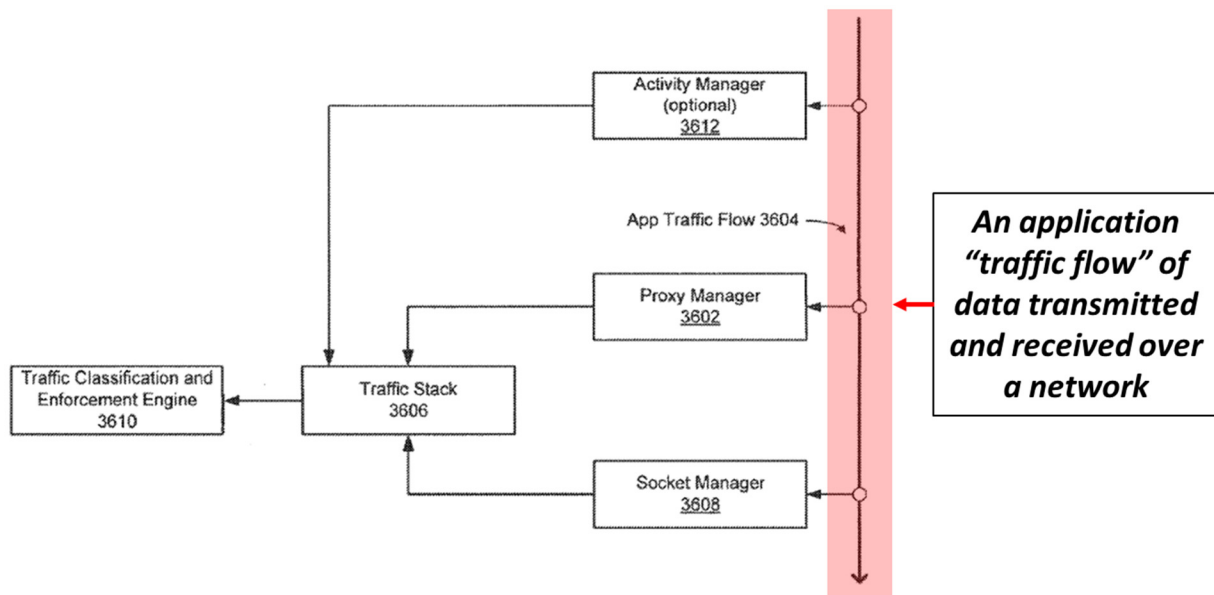 Activity Manager
(optional)
3612
App Traffic Flow 3604
An application
“traffic flow” of
data transmitted
and received over
a network
Proxy Manager
3602
Traffic Classification and
Enforcement Engine
3610
Traffic Stack
3606
Socket Manager
3608